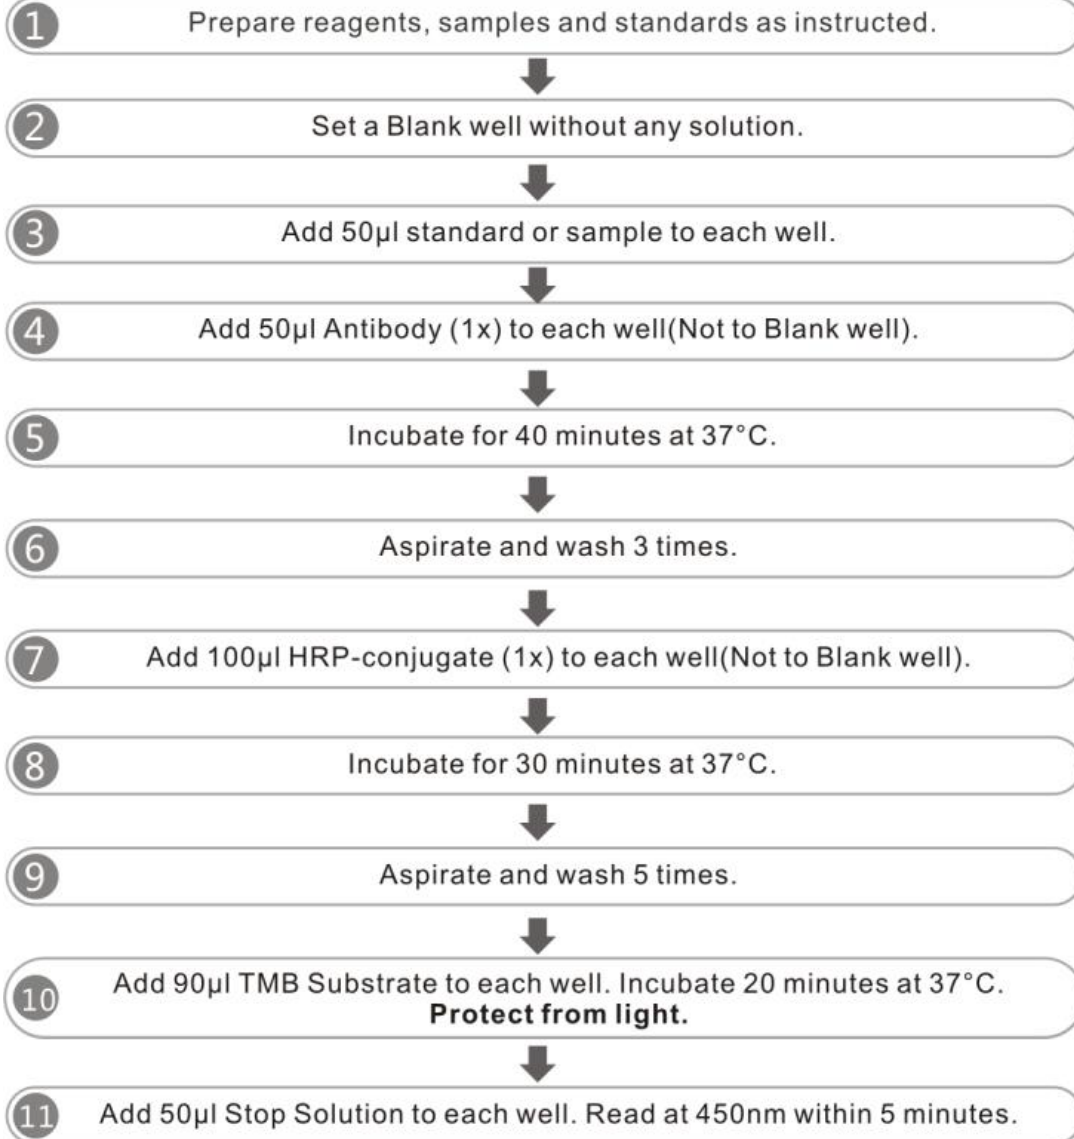 1 Prepare reagents, samples and standards as instructed.
2 Set a Blank well without any solution.
3 Add 50µl standard or sample to each well.
4 Add 50µl Antibody (1x) to each well(Not to Blank well).
5 Incubate for 40 minutes at 37°C.
6 Aspirate and wash 3 times.
7 Add 100µl HRP-conjugate (1x) to each well(Not to Blank well).
8 Incubate for 30 minutes at 37°C.
9 Aspirate and wash 5 times.
10 Add 90µl TMB Substrate to each well. Incubate 20 minutes at 37°C.
Protect from light.
11 Add 50µl Stop Solution to each well. Read at 450nm within 5 minutes.